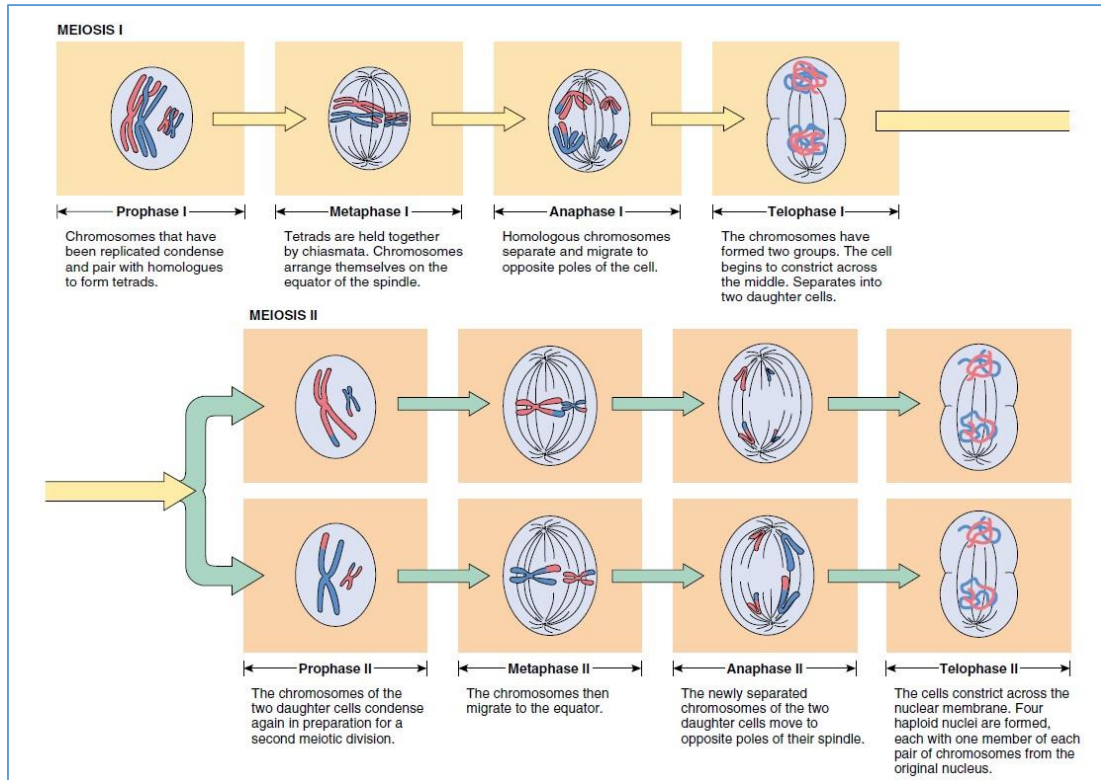 MEIOSIS I
Prophase I
Chromosomes that have
been replicated condense
and pair with homologues
to form tetrads.
Metaphase I
Tetrads are held together
by chiasmata. Chromosomes
arrange themselves on the
equator of the spindle.
Anaphase I
Homologous chromosomes
separate and migrate to
opposite poles of the cell.
Telophase I
The chromosomes have
formed two groups. The cell
begins to constrict across
the middle. Separates into
two daughter cells.
MEIOSIS II
Prophase II
The chromosomes of the
two daughter cells condense
again in preparation for a
second meiotic division.
Metaphase II
The chromosomes then
migrate to the equator.
Anaphase II
The newly separated
chromosomes of the two
daughter cells move to
opposite poles of their spindle.
Telophase II
The cells constrict across the
nuclear membrane. Four
haploid nuclei are formed,
each with one member of each
pair of chromosomes from the
original nucleus.